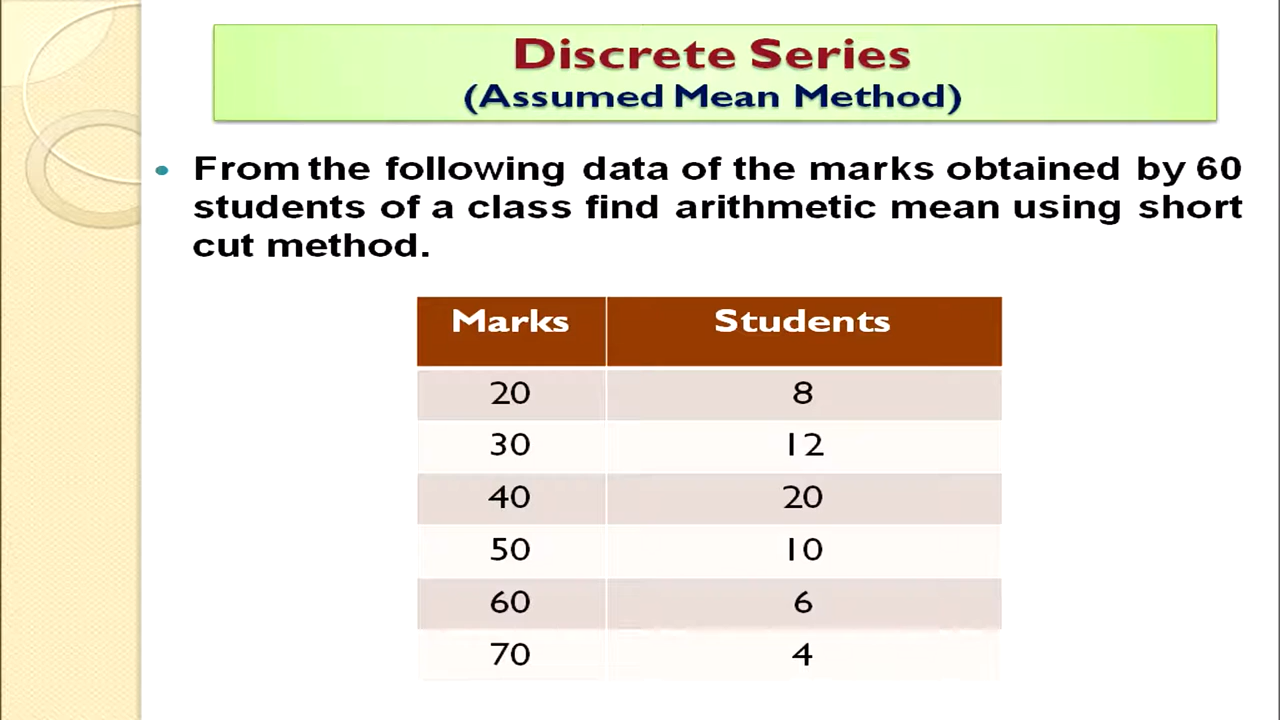 Discrete Series
(Assumed Mean Method)
• From the following data of the marks obtained by 60
students of a class find arithmetic mean using short
cut method.
Marks Students
20 8
30 12
40 20
50 10
60 6
70 4